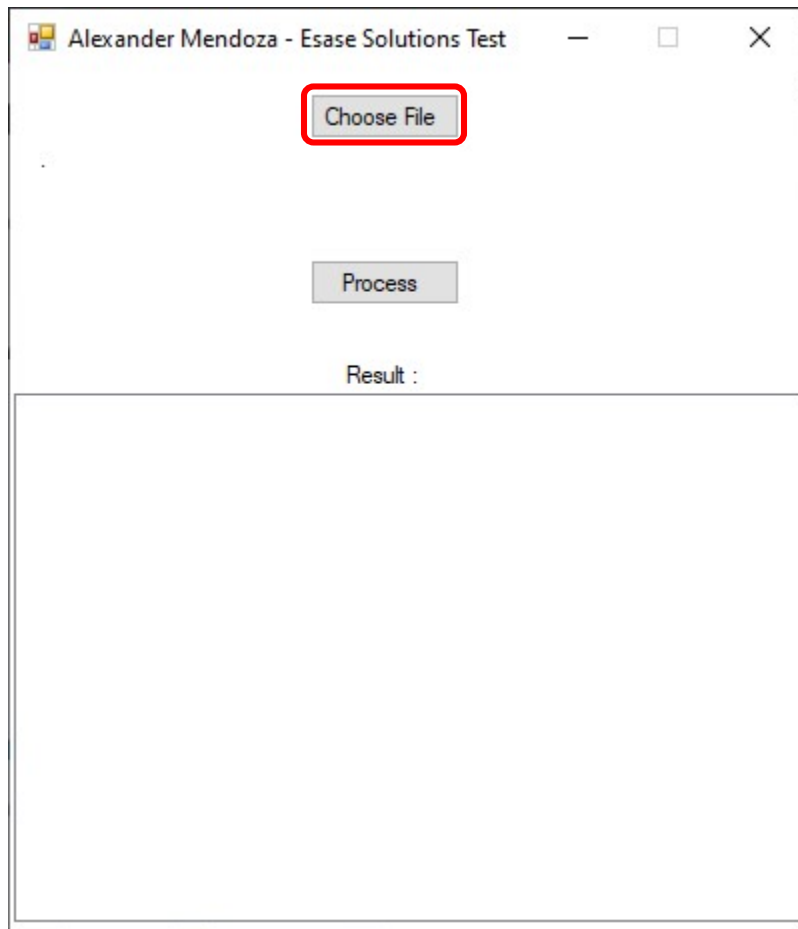 Alexander Mendoza - Esase Solutions Test
Choose File
.
Process
Result :